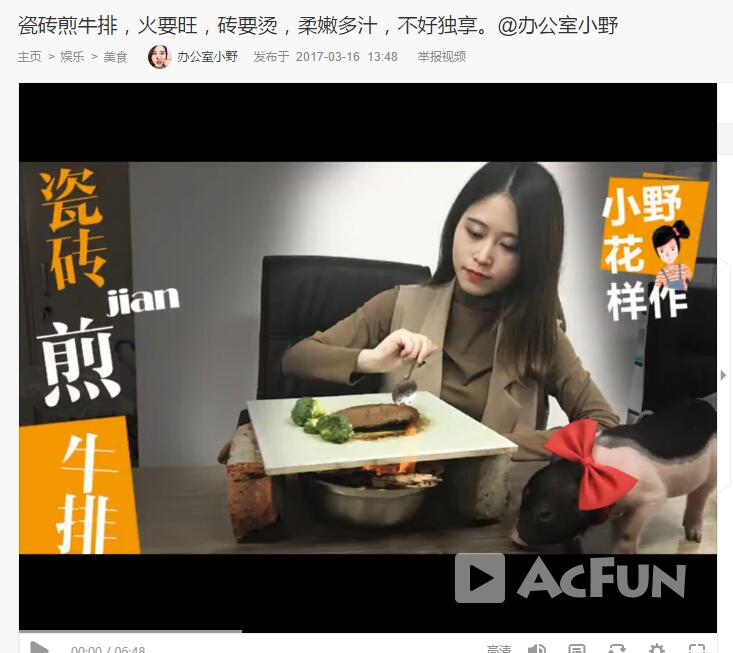 瓷砖煎牛排，火要旺，砖要烫，柔嫩多汁，不好独享。@办公室小野
主页 > 娱乐 > 美食 办公室小野 发布于 2017-03-16 13:48 举报视频
瓷砖
jian
煎
牛排
小野
花
样作
AcFun
00:00 / 06:48
高清